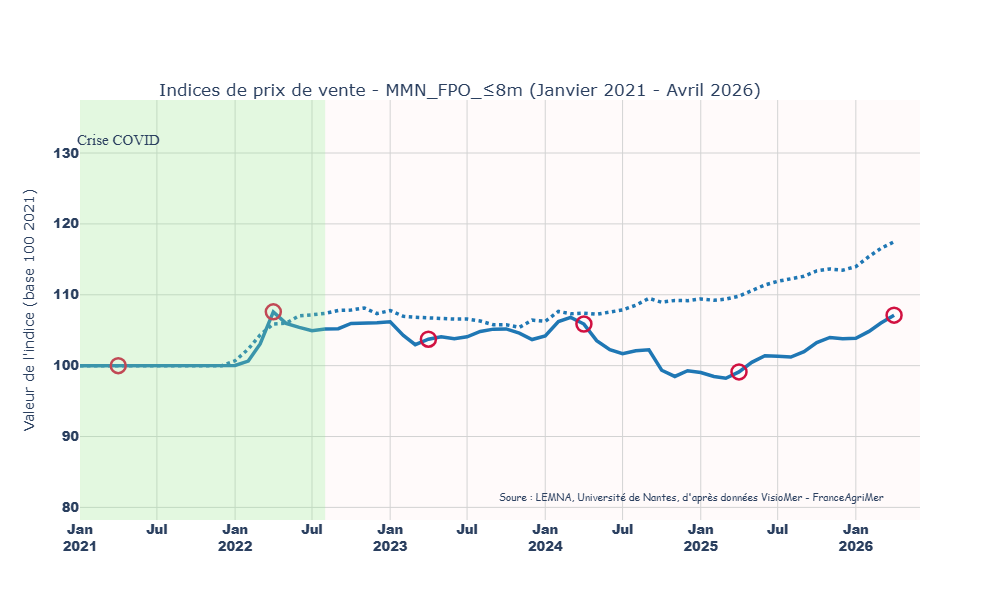 Indices de prix de vente - MMN_FPO_≤8m (Janvier 2021 - Avril 2026)
Crise COVID
Valeur de l'Indice (base 100 2021)
130
120
110
100
90
80
Soure : LEMNA, Université de Nantes, d'après données VisioMer - FranceAgriMer
Jan
2021
Jul
Jan
2022
Jul
Jan
2023
Jul
Jan
2024
Jul
Jan
2025
Jul
Jan
2026